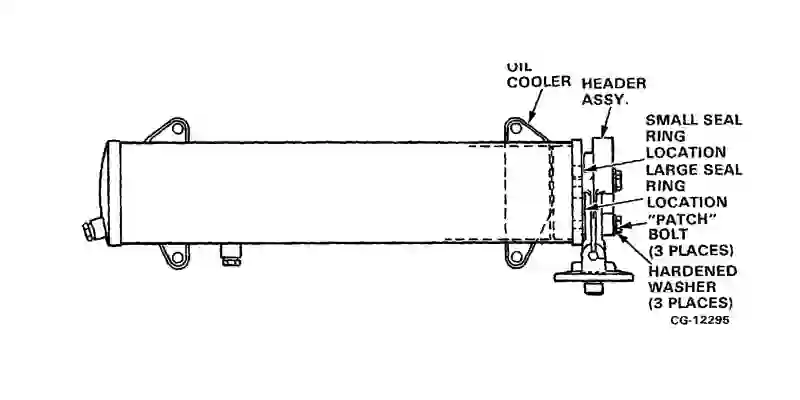 OIL
COOLER
HEADER
ASSY.
SMALL SEAL
RING
LOCATION
LARGE SEAL
RING
LOCATION
"PATCH"
BOLT
(3 PLACES)
HARDENED
WASHER
(3 PLACES)
CG-12295